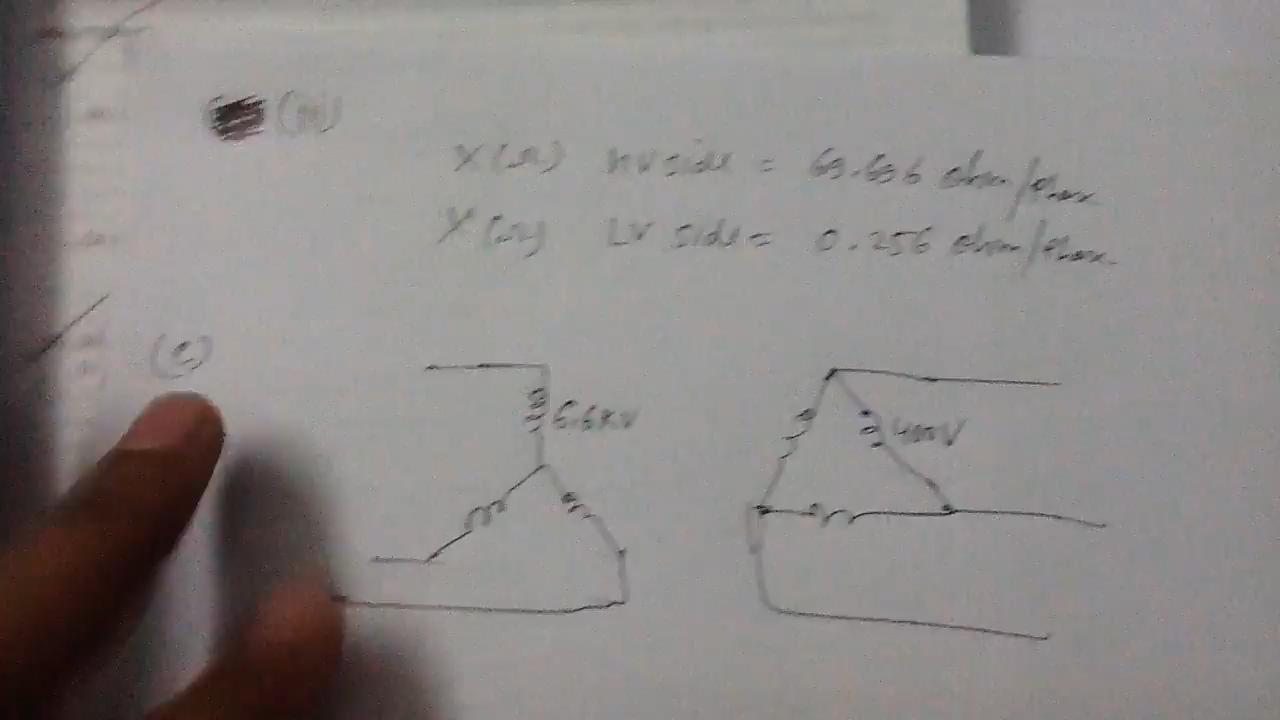 (iii)
X(Ω) HV side = 69.696 ohm/phase
X(Ω) LV side = 0.256 ohm/phase
(c)
6.6KV
400V